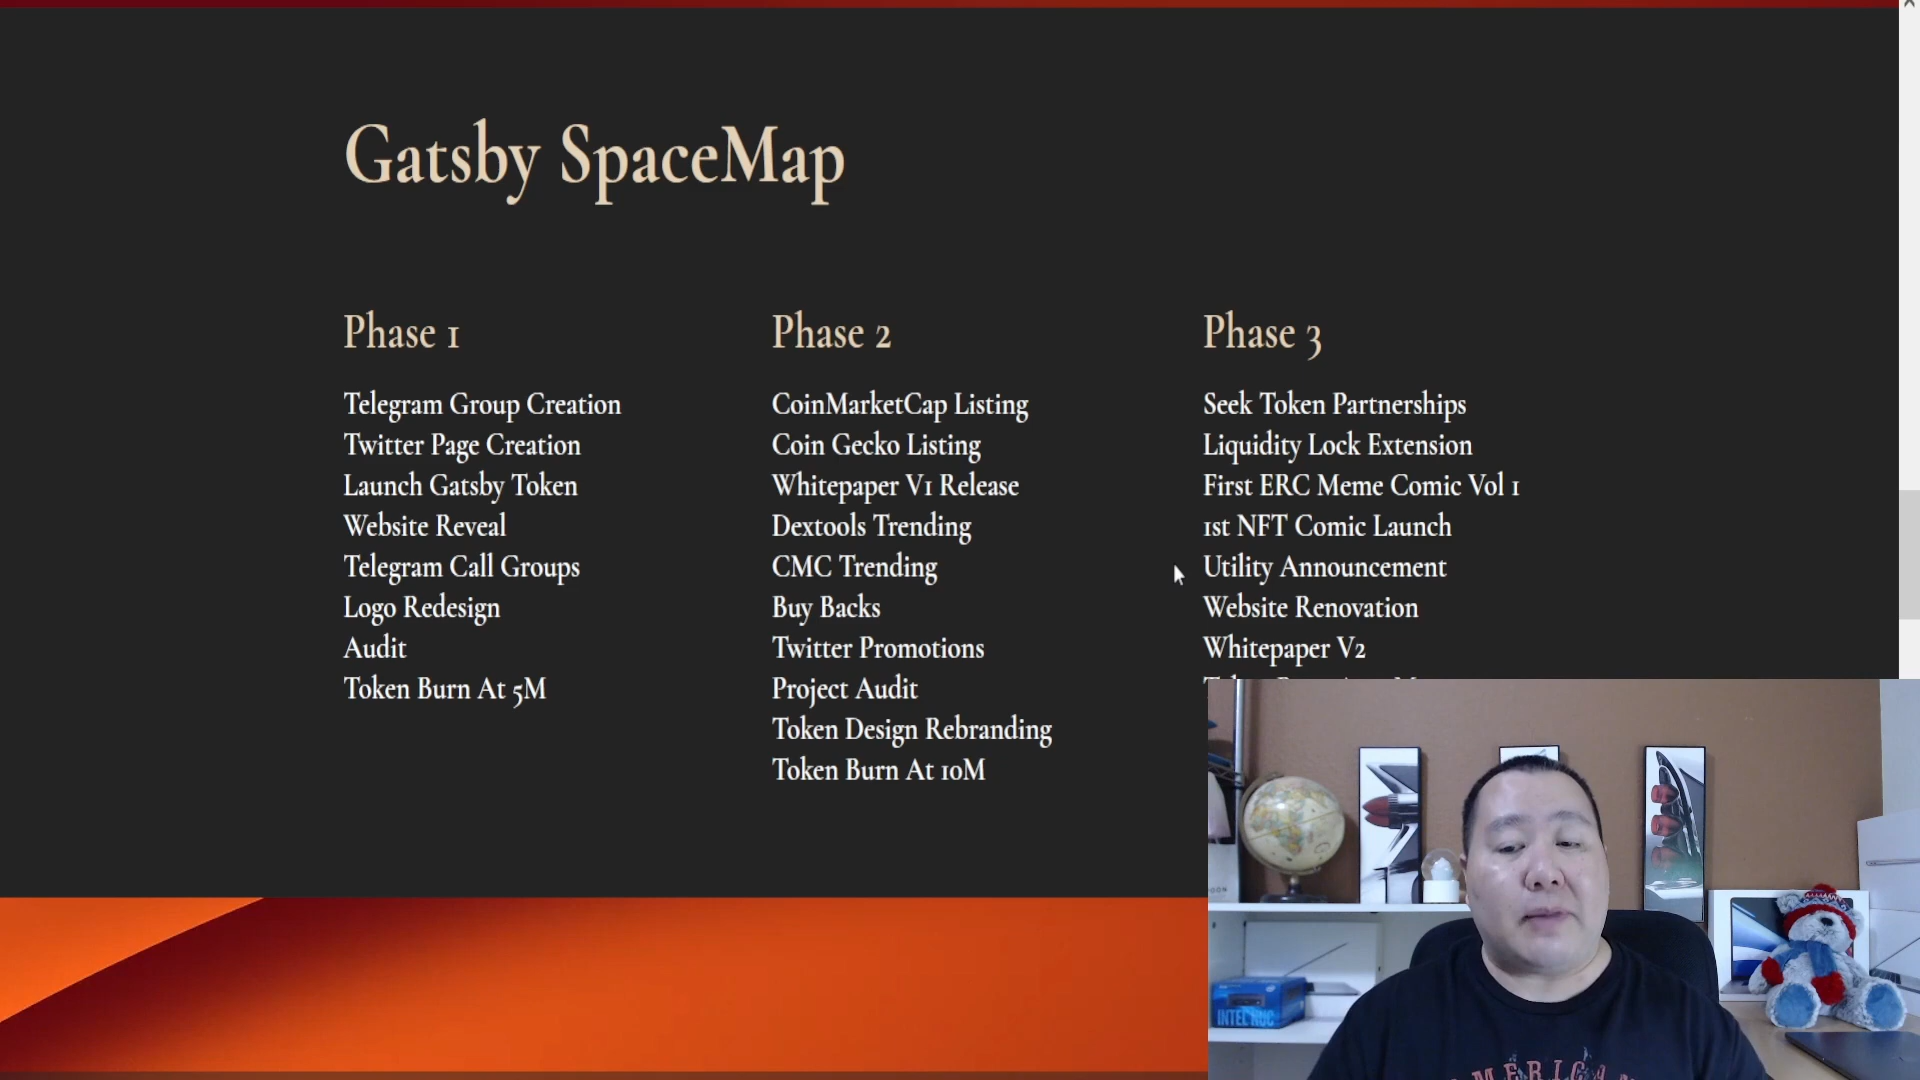 Gatsby SpaceMap
Phase 1
Telegram Group Creation
Twitter Page Creation
Launch Gatsby Token
Website Reveal
Telegram Call Groups
Logo Redesign
Audit
Token Burn At 5M
Phase 2
CoinMarketCap Listing
Coin Gecko Listing
Whitepaper V1 Release
Dextools Trending
CMC Trending
Buy Backs
Twitter Promotions
Project Audit
Token Design Rebranding
Token Burn At 10M
Phase 3
Seek Token Partnerships
Liquidity Lock Extension
First ERC Meme Comic Vol 1
1st NFT Comic Launch
Utility Announcement
Website Renovation
Whitepaper V2
INTEL NUC